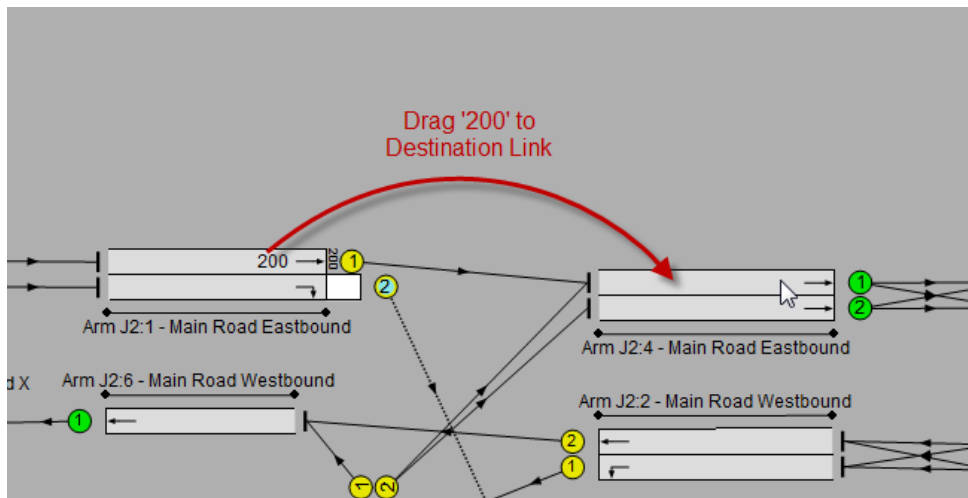 Drag '200' to
Destination Link
200
200
1
2
1
2
Arm J2:1 - Main Road Eastbound
Arm J2:4 - Main Road Eastbound
d X
Arm J2:6 - Main Road Westbound
Arm J2:2 - Main Road Westbound
1
2
1
1
2